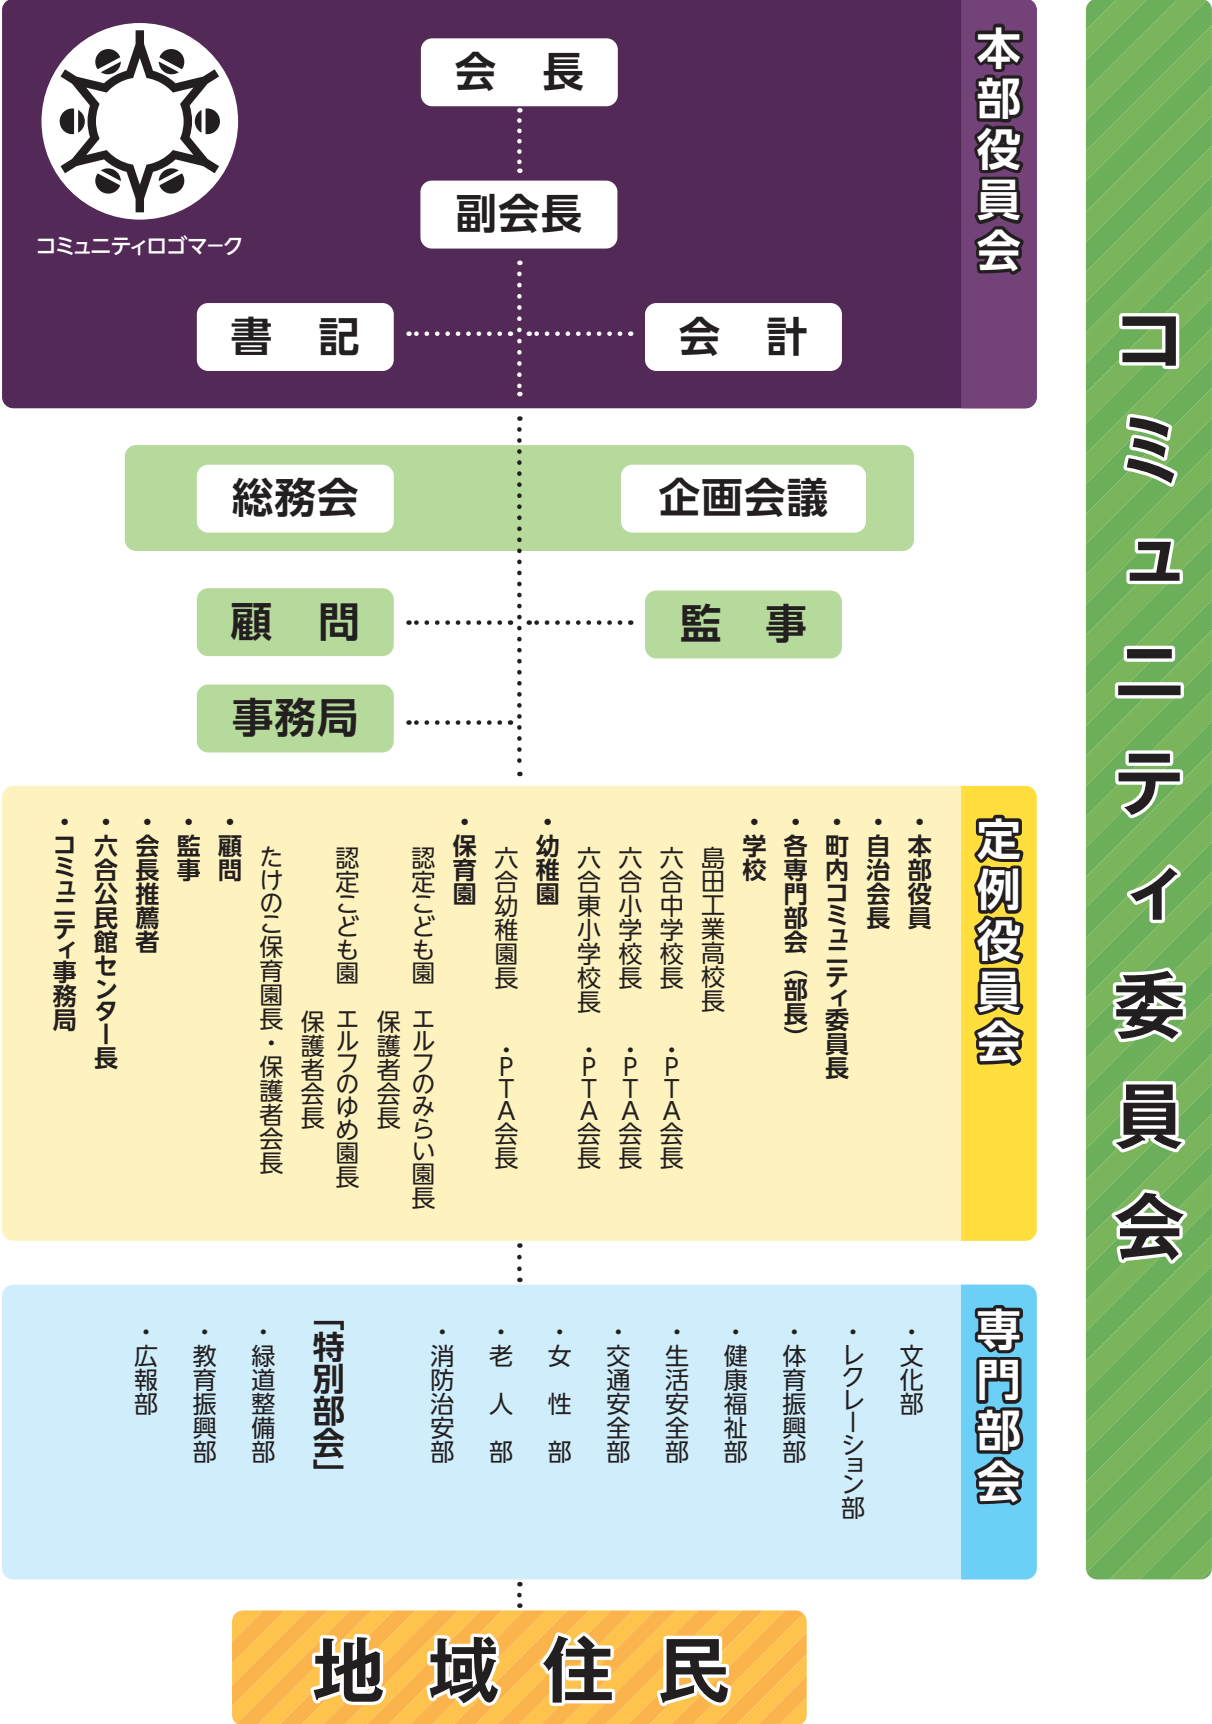 コミュニティ委員会
本部役員会
会　長
副会長
書　記
会　計
コミュニティロゴマーク
総務会
企画会議
顧　問
監　事
事務局
定例役員会
・本部役員
・自治会長
・町内コミュニティ委員長
・各専門部会（部長）
・学校
島田工業高校長
六合中学校長　・ＰＴＡ会長
六合小学校長　・ＰＴＡ会長
六合東小学校長　・ＰＴＡ会長
・幼稚園
六合幼稚園長　・ＰＴＡ会長
・保育園
認定こども園　エルフのみらい園長
保護者会長
認定こども園　エルフのゆめ園長
保護者会長
たけのこ保育園長・保護者会長
・顧問
・監事
・会長推薦者
・六合公民館センター長
・コミュニティ事務局
専門部会
・文化部
・レクレーション部
・体育振興部
・健康福祉部
・生活安全部
・交通安全部
・女　性　部
・老　人　部
・消防治安部
「特別部会」
・緑道整備部
・教育振興部
・広報部
地域住民